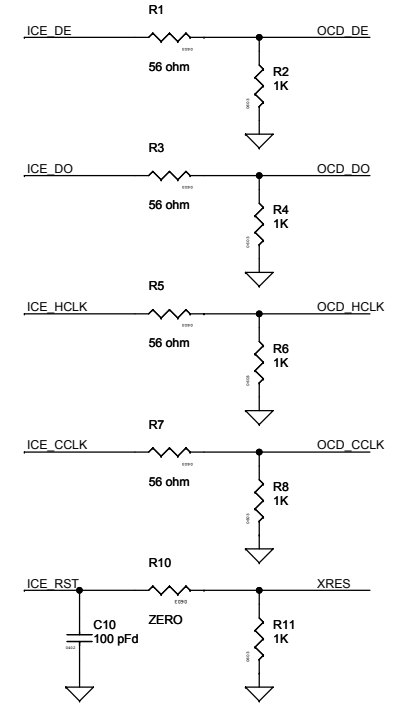 R1
ICE_DE
OCD_DE
56 ohm
R2
1K
R3
ICE_DO
OCD_DO
56 ohm
R4
1K
R5
ICE_HCLK
OCD_HCLK
56 ohm
R6
1K
R7
ICE_CCLK
OCD_CCLK
56 ohm
R8
1K
R10
ICE_RST
XRES
ZERO
C10
100 pFd
R11
1K